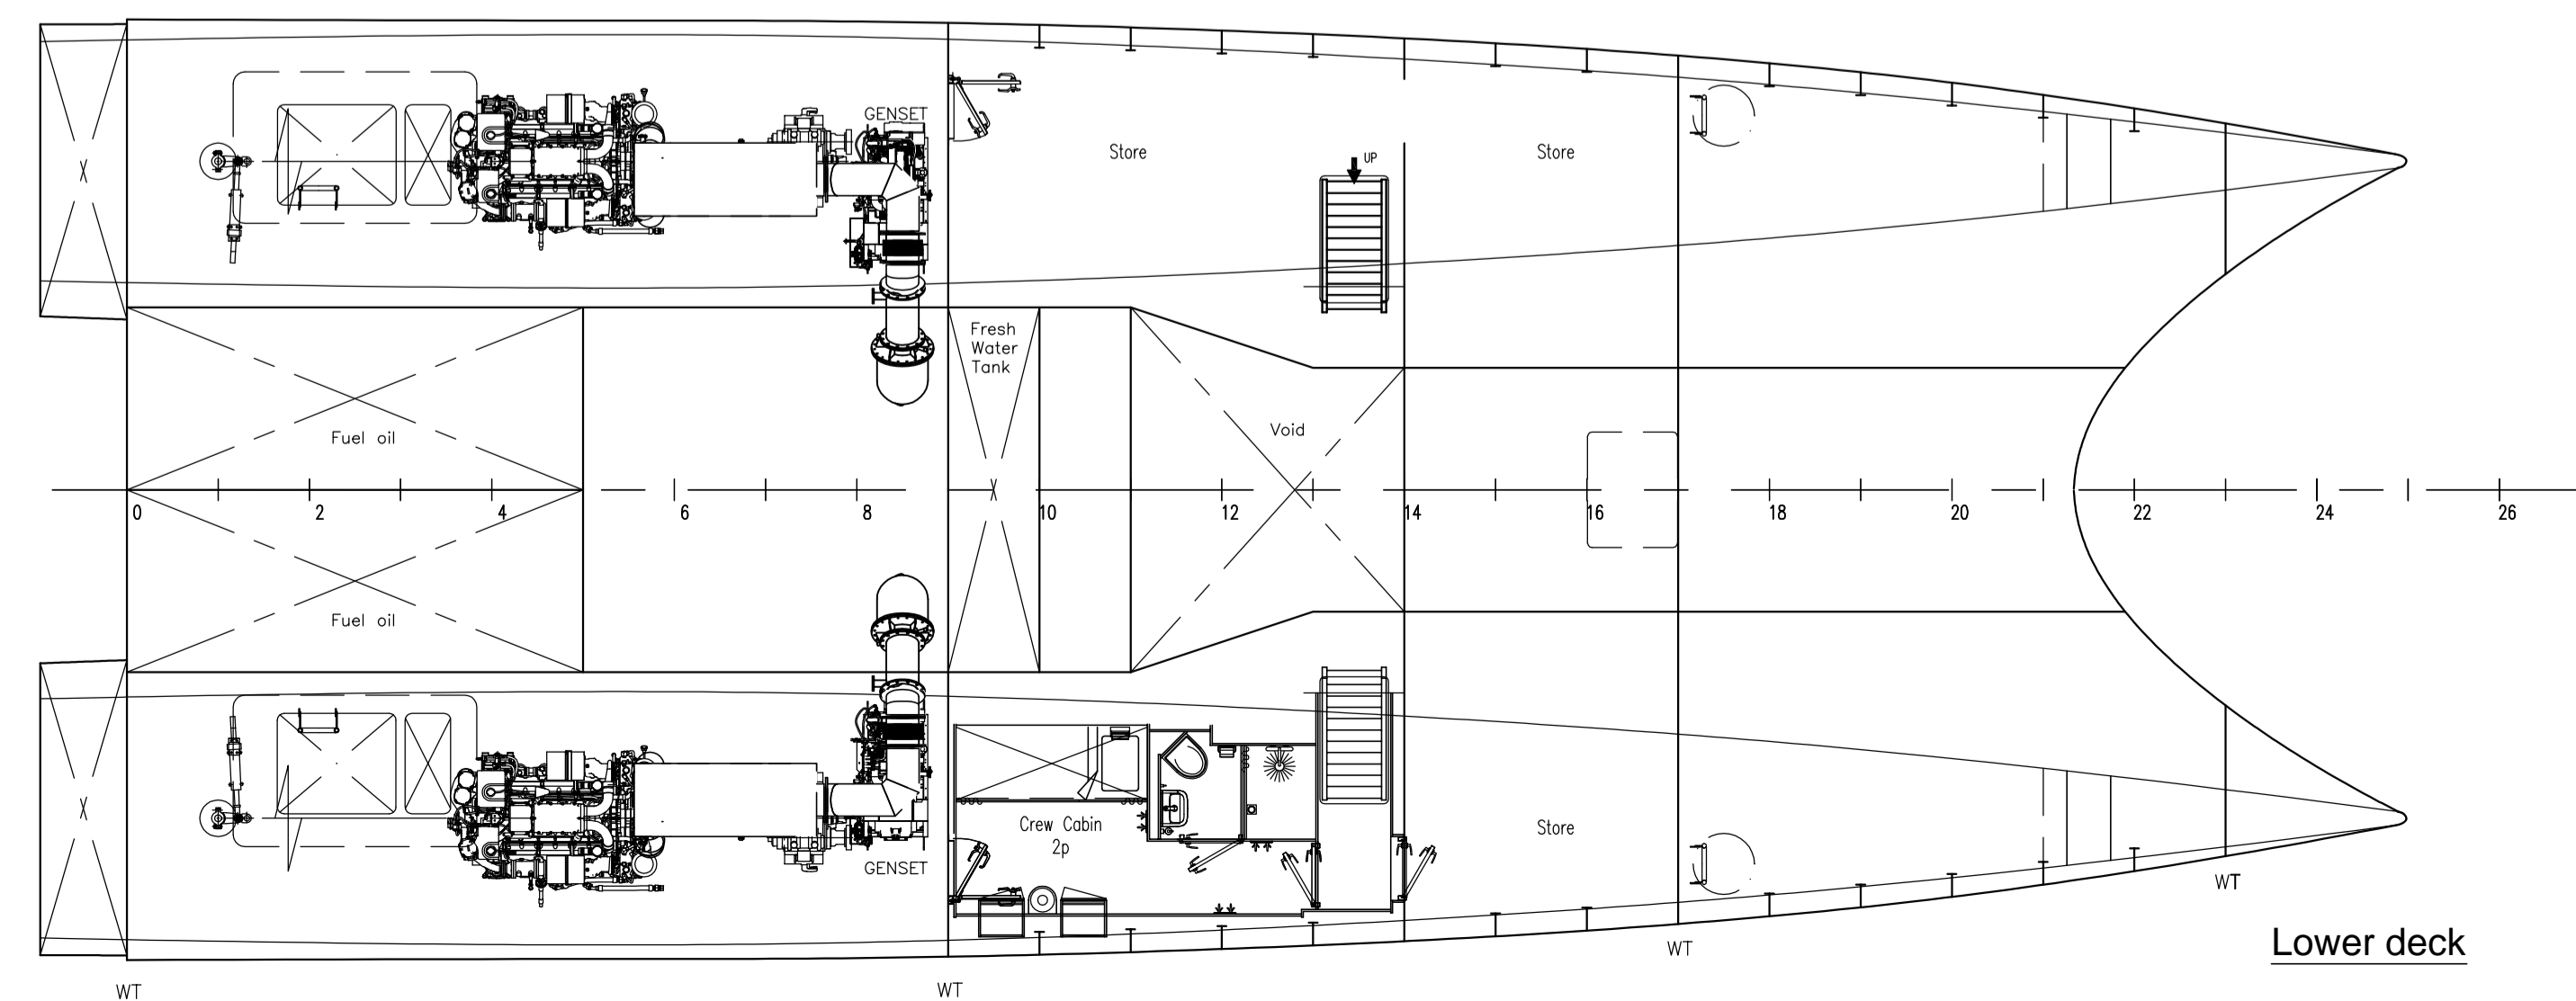 GENSET
Store
UP
Store
Fresh
Water
Tank
Fuel oil
Void
0 2 4 6 8 10 12 14 16 18 20 22 24 26
Fuel oil
Crew Cabin
2p
Store
GENSET
WT
WT
WT
WT
Lower deck